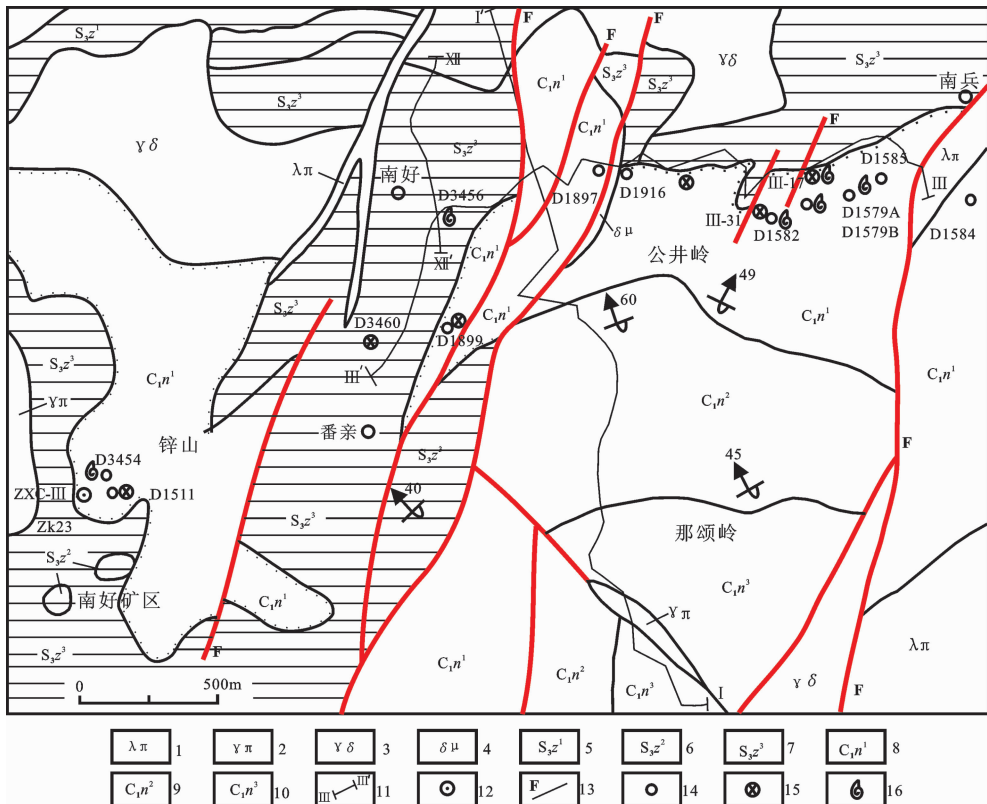 S₃z¹
I′
F
F
F
XII
γδ
S₃z³
南兵
C₁n¹
S₃z³
S₃z³
S₃z³
γδ
S₃z²
C₁n¹
F
λπ
南好
λπ
D3456
D1897
D1916
III-17
D1585
III
III-31
D1582
D1579A
D1579B
D1584
δμ
XII′
C₁n¹
公井岭
49
60
S₃z³
C₁n¹
C₁n¹
C₁n¹
D3460
D1899
III′
S₃z³
γπ
C₁n¹
C₁n²
锌山
番亲
S₃z³
F
D3454
45
40
ZXC-III
D1511
Zk23
S₃z³
那颂岭
S₃z²
南好矿区
C₁n¹
C₁n³
γπ
S₃z³
F
C₁n¹
C₁n²
C₁n³
I
γδ
F
λπ
0 500m
λπ 1 γπ 2 γδ 3 δμ 4 S₃z¹ 5 S₃z² 6 S₃z³ 7 C₁n¹ 8
C₁n² 9 C₁n³ 10 III III′ 11 12 F 13 14 15 16